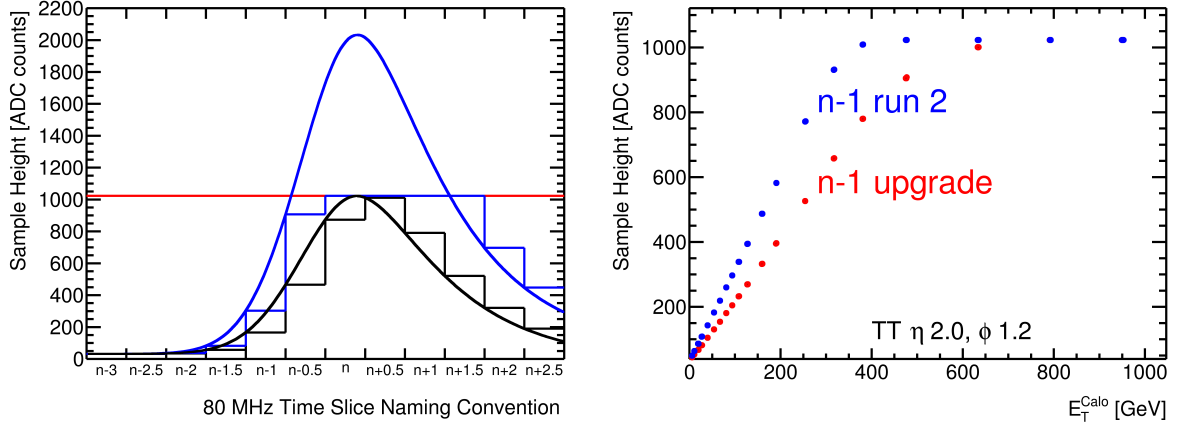 Sample Height [ADC counts]
2200
2000
1800
1600
1400
1200
1000
800
600
400
200
0
n-3 n-2.5 n-2 n-1.5 n-1 n-0.5 n n+0.5 n+1 n+1.5 n+2 n+2.5
80 MHz Time Slice Naming Convention
Sample Height [ADC counts]
1000
800
600
400
200
n-1 run 2
n-1 upgrade
TT η 2.0, ϕ 1.2
0 200 400 600 800 1000
E_T^Calo [GeV]